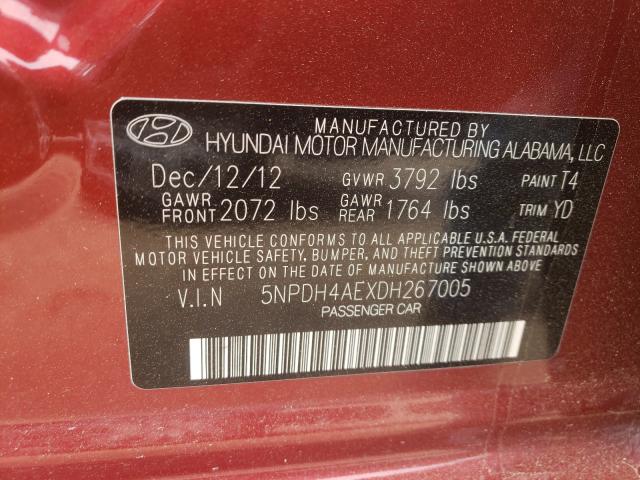 MANUFACTURED BY
HYUNDAI MOTOR MANUFACTURING ALABAMA, LLC
Dec/12/12 GVWR 3792 lbs PAINT T4
GAWR FRONT 2072 lbs GAWR REAR 1764 lbs TRIM YD
THIS VEHICLE CONFORMS TO ALL APPLICABLE U.S.A. FEDERAL
MOTOR VEHICLE SAFETY, BUMPER, AND THEFT PREVENTION STANDARDS
IN EFFECT ON THE DATE OF MANUFACTURE SHOWN ABOVE
V.I.N 5NPDH4AEXDH267005
PASSENGER CAR